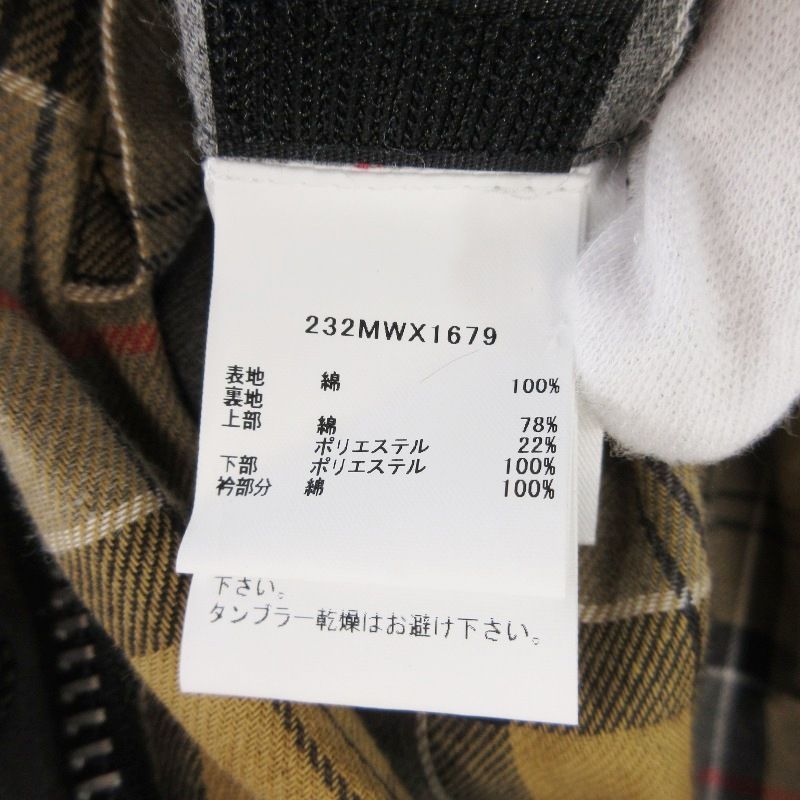 232MWX1679
表地 綿 100%
裏地
上部 綿 78%
ポリエステル 22%
下部 ポリエステル 100%
衿部分 綿 100%
下さい。
タンブラー乾燥はお避け下さい。